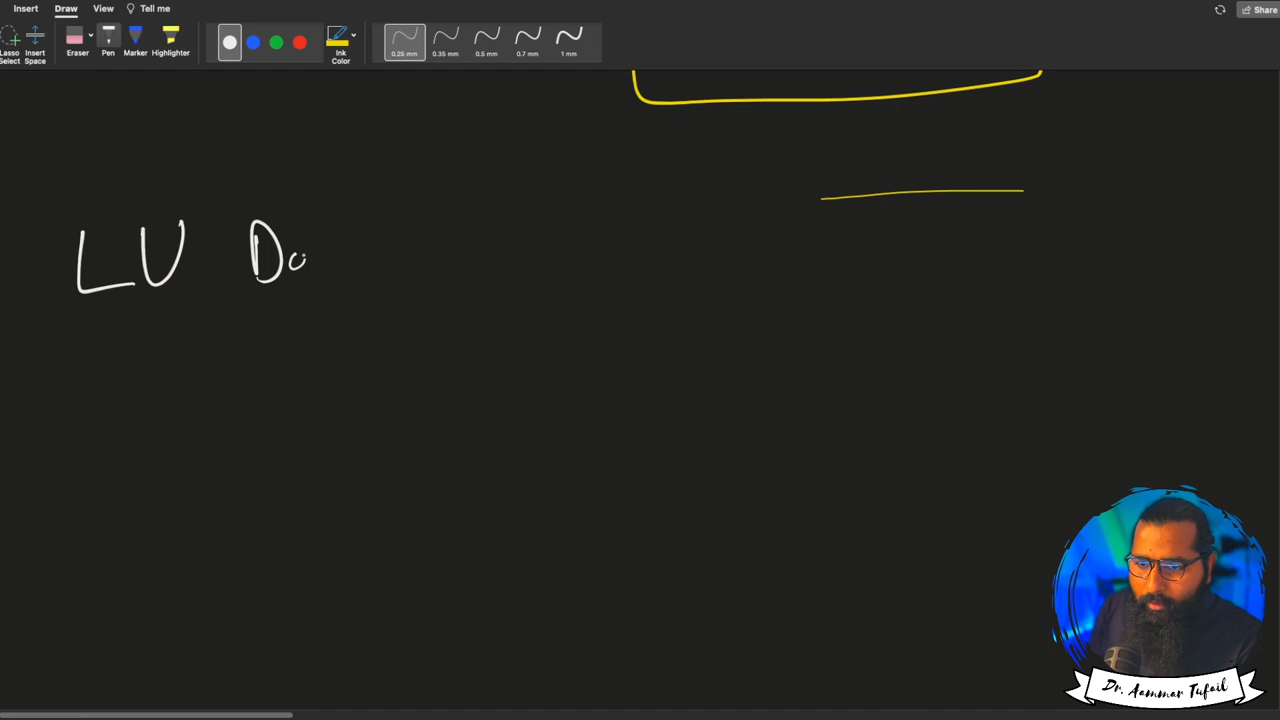 Insert Draw View Tell me Share
Lasso Select Insert Space Eraser Pen Marker Highlighter Ink Color 0.25 mm 0.35 mm 0.5 mm 0.7 mm 1 mm
LU
Dr. Aammar Tufail